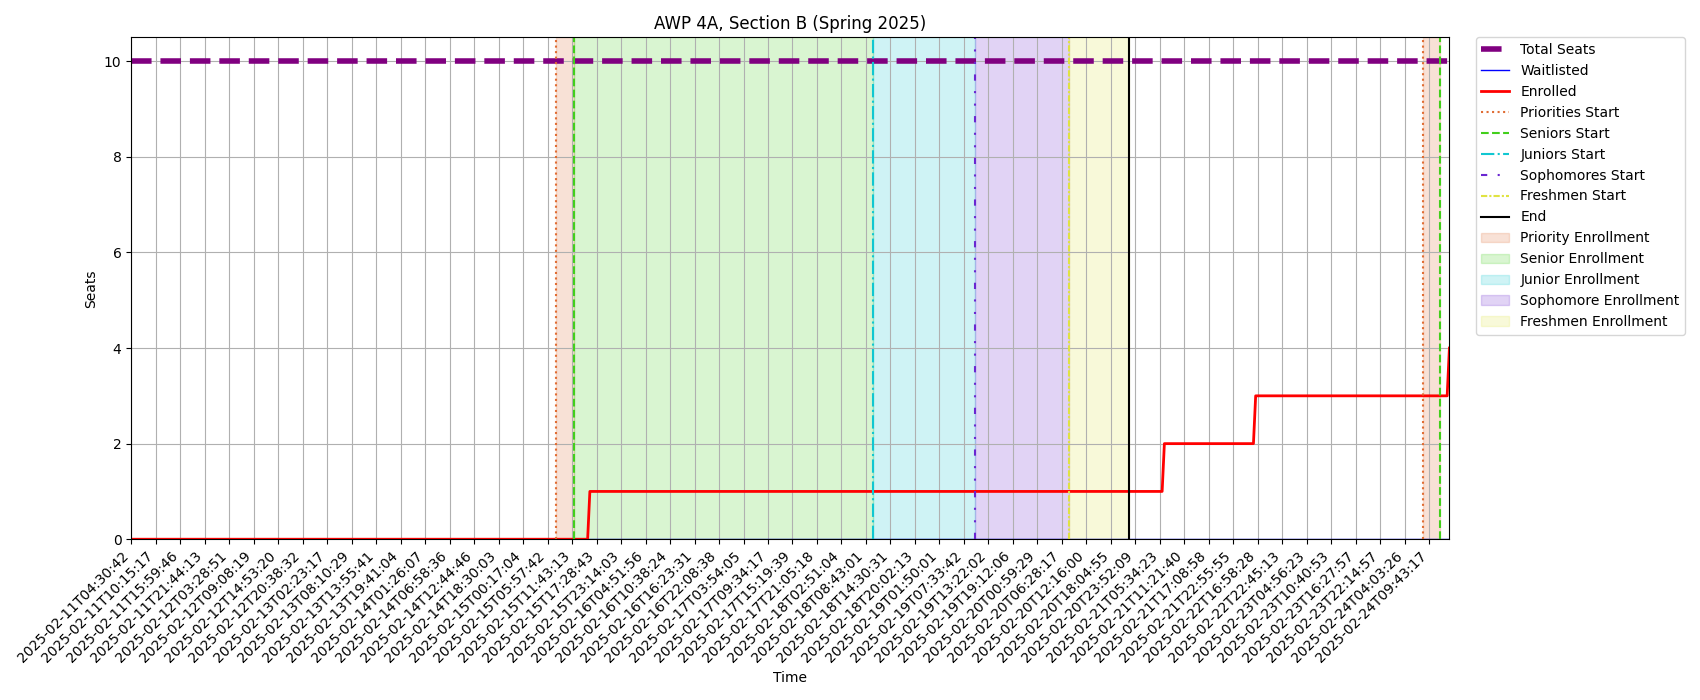 AWP 4A, Section B (Spring 2025)
10
8
6
4
2
0
Seats
2025-02-11T04:30:42
2025-02-11T10:15:17
2025-02-11T15:59:46
2025-02-11T21:44:13
2025-02-12T03:28:51
2025-02-12T09:08:19
2025-02-12T14:53:20
2025-02-12T20:38:32
2025-02-13T02:23:17
2025-02-13T08:10:29
2025-02-13T13:55:41
2025-02-13T19:41:04
2025-02-14T01:26:07
2025-02-14T06:58:36
2025-02-14T12:44:46
2025-02-14T18:30:03
2025-02-15T00:17:04
2025-02-15T05:57:42
2025-02-15T11:43:13
2025-02-15T17:28:43
2025-02-15T23:14:03
2025-02-16T04:51:56
2025-02-16T10:38:24
2025-02-16T16:23:31
2025-02-16T22:08:38
2025-02-17T03:54:05
2025-02-17T09:34:17
2025-02-17T15:19:39
2025-02-17T21:05:18
2025-02-18T02:51:04
2025-02-18T08:43:01
2025-02-18T14:30:31
2025-02-18T20:02:13
2025-02-19T01:50:01
2025-02-19T07:33:42
2025-02-19T13:22:02
2025-02-19T19:12:06
2025-02-20T00:59:29
2025-02-20T06:28:17
2025-02-20T12:16:00
2025-02-20T18:04:55
2025-02-20T23:52:09
2025-02-21T05:34:23
2025-02-21T11:21:40
2025-02-21T17:08:58
2025-02-21T22:55:55
2025-02-22T16:58:28
2025-02-22T22:45:13
2025-02-23T04:56:23
2025-02-23T10:40:53
2025-02-23T16:27:57
2025-02-23T22:14:57
2025-02-24T04:03:26
2025-02-24T09:43:17
Time
Total Seats
Waitlisted
Enrolled
Priorities Start
Seniors Start
Juniors Start
Sophomores Start
Freshmen Start
End
Priority Enrollment
Senior Enrollment
Junior Enrollment
Sophomore Enrollment
Freshmen Enrollment